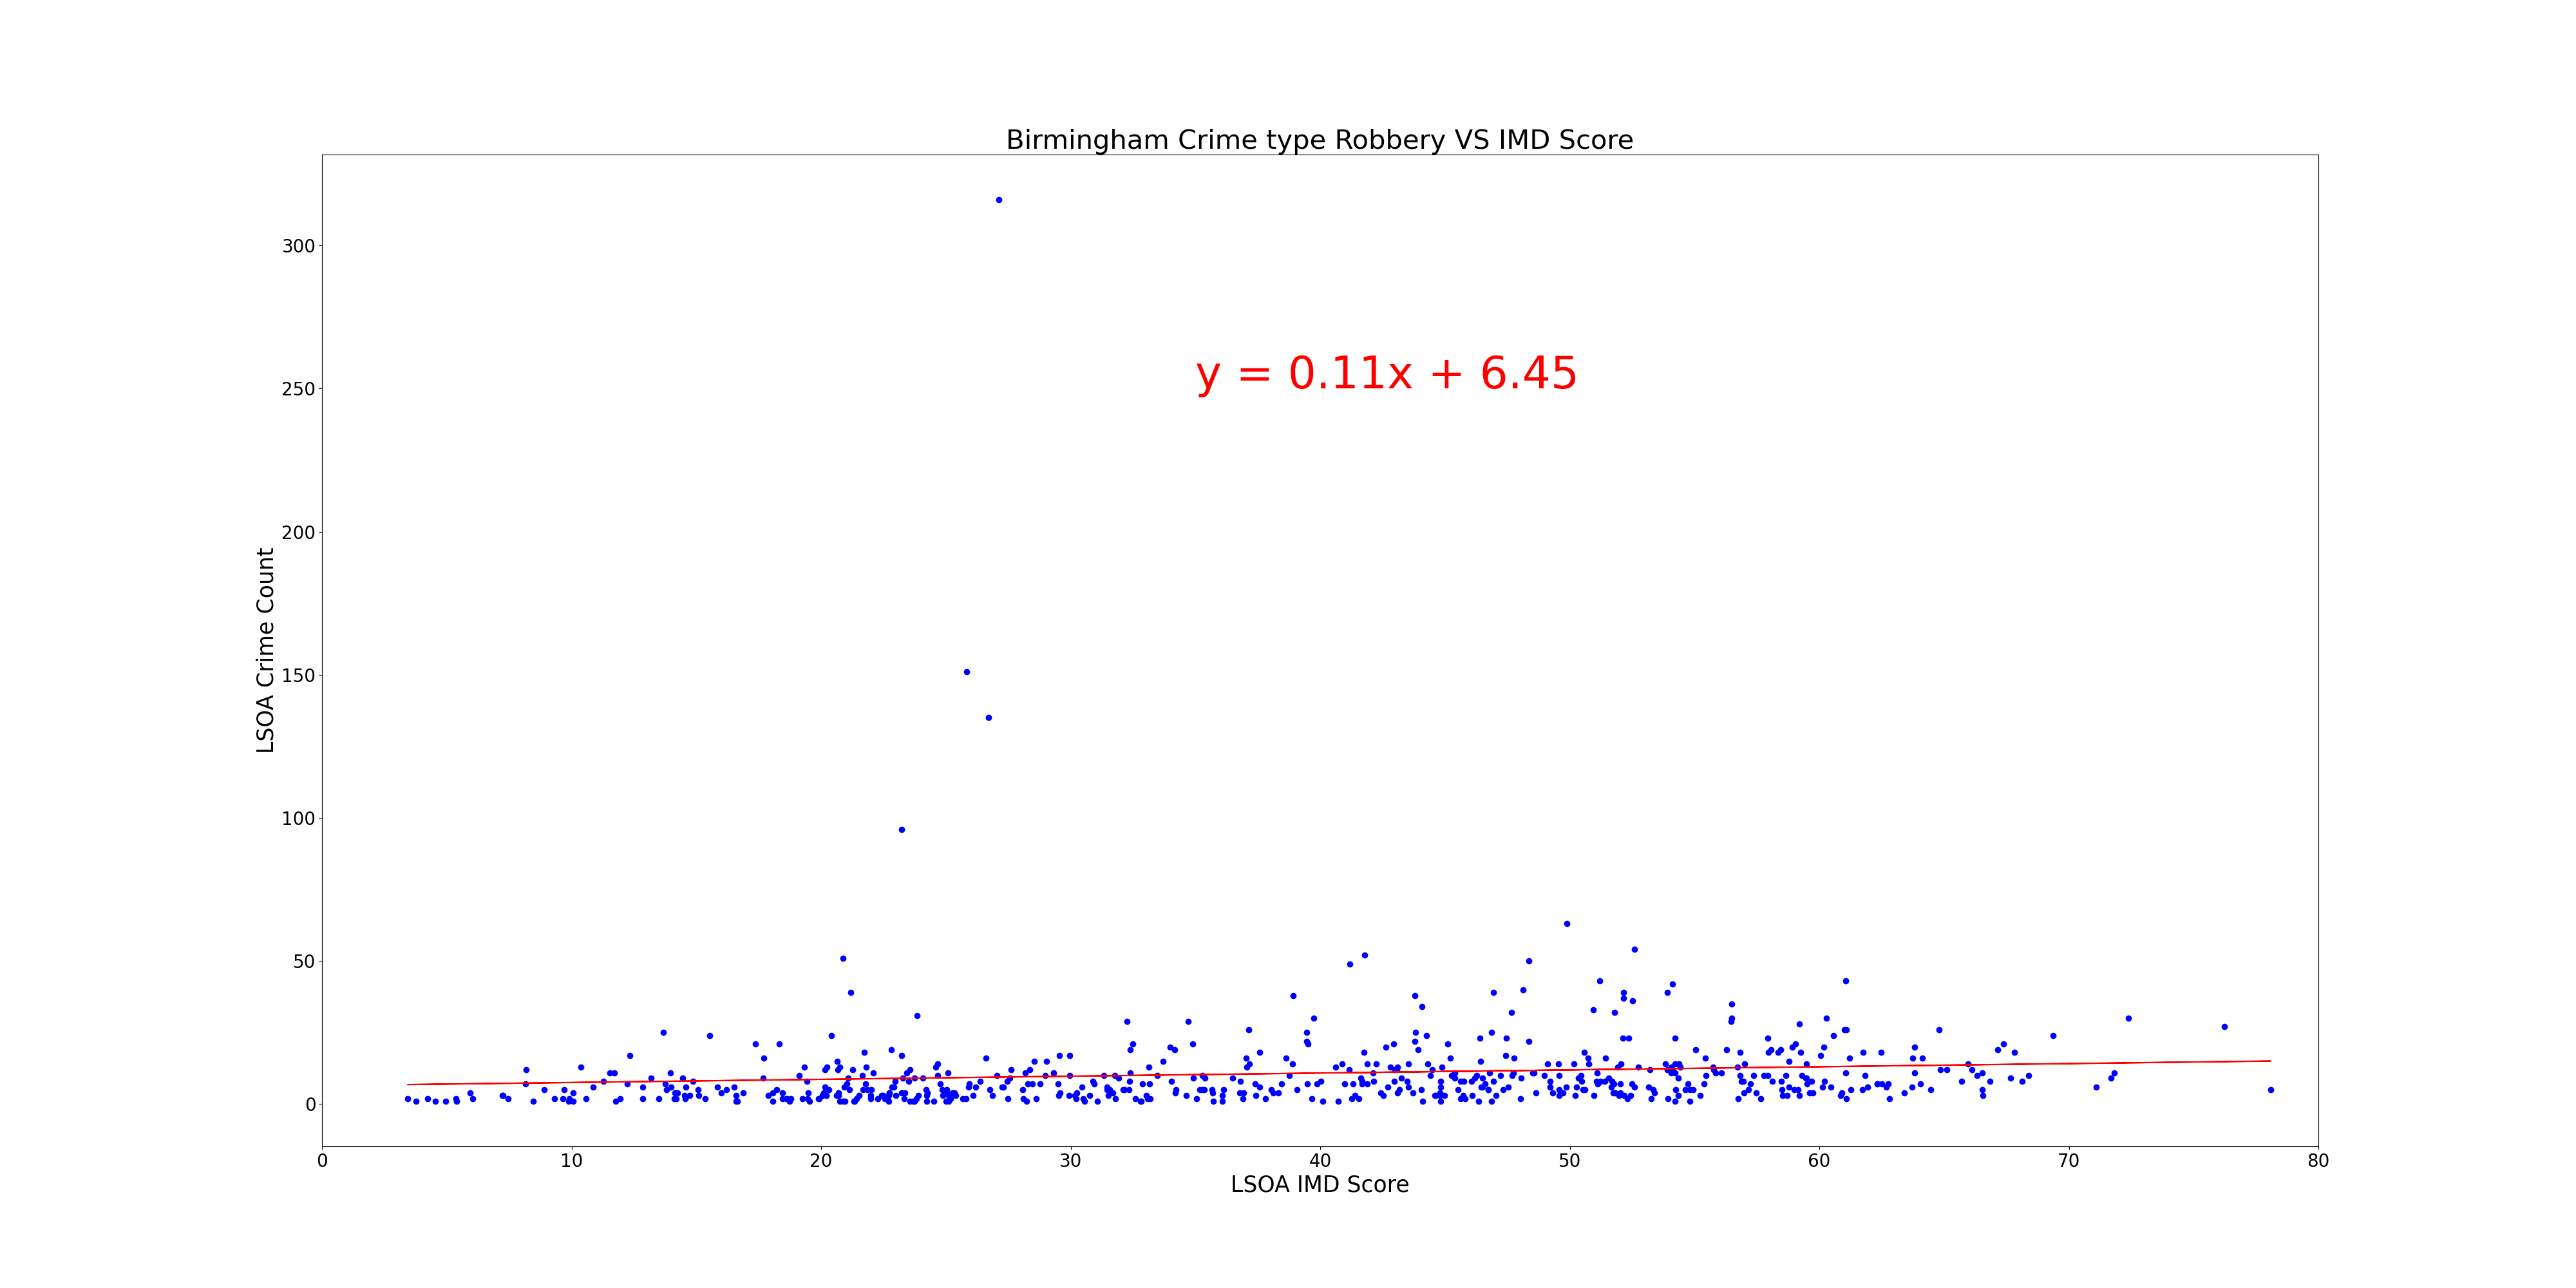 Birmingham Crime type Robbery VS IMD Score
300
250
200
150
100
50
0
LSOA Crime Count
y = 0.11x + 6.45
0 10 20 30 40 50 60 70 80
LSOA IMD Score